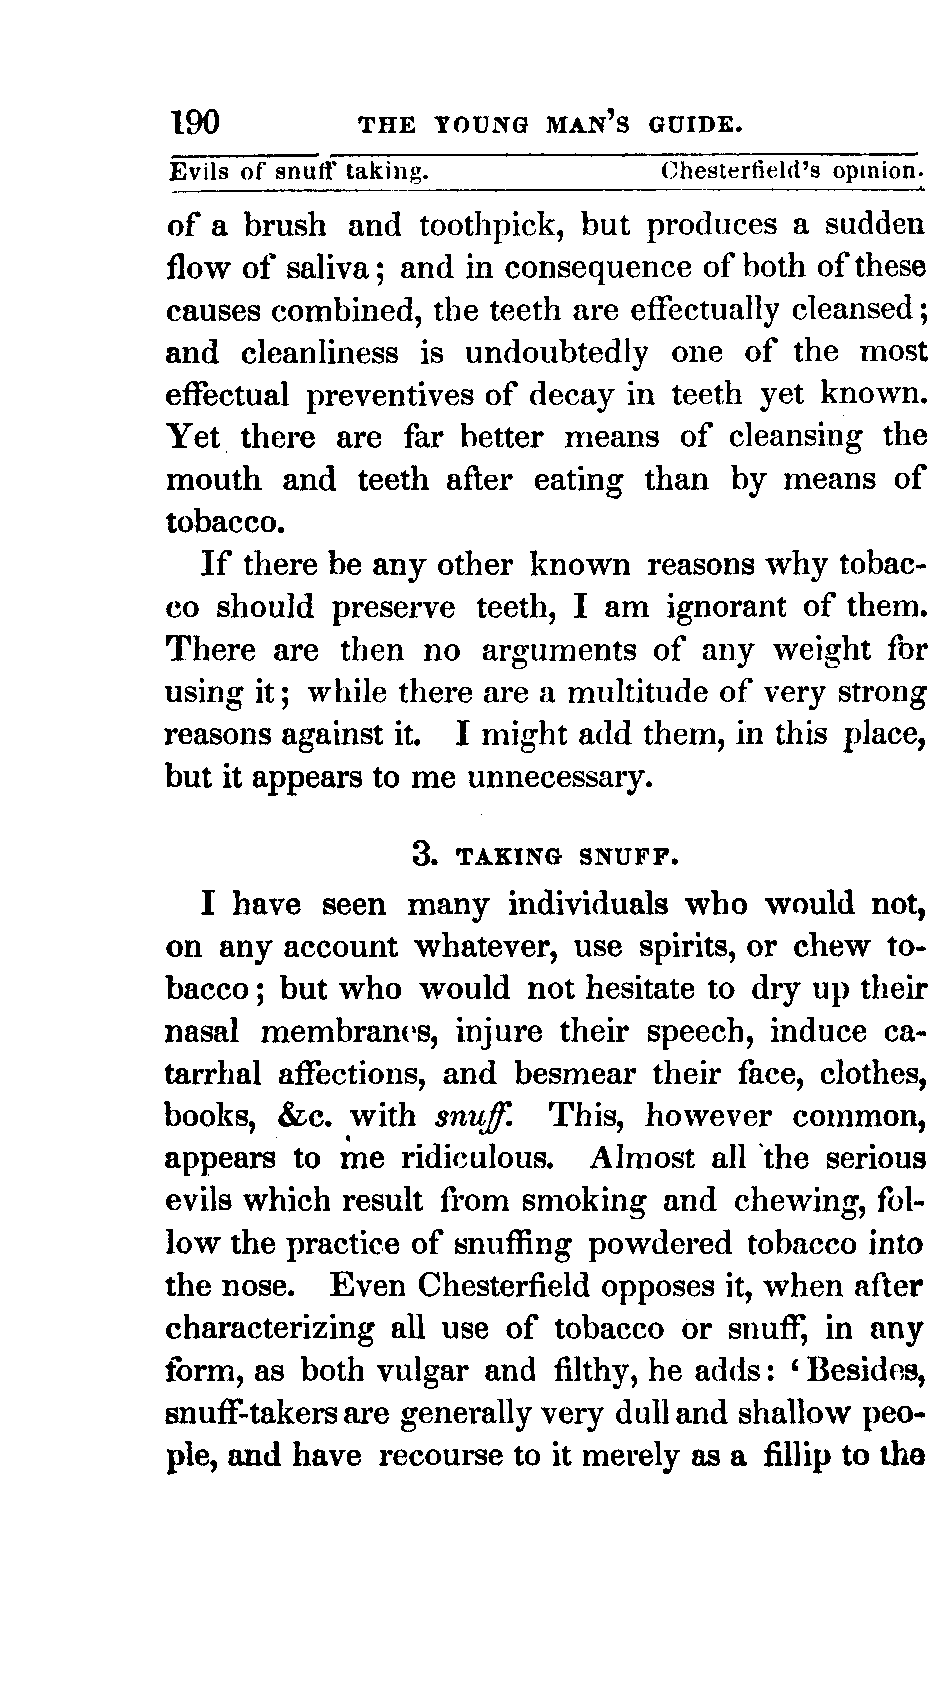 190 THE YOUNG MAN'S GUIDE.
Evils of snuff taking. Chesterfield's opinion.
of a brush and toothpick, but produces a sudden
flow of saliva; and in consequence of both of these
causes combined, the teeth are effectually cleansed;
and cleanliness is undoubtedly one of the most
effectual preventives of decay in teeth yet known.
Yet there are far better means of cleansing the
mouth and teeth after eating than by means of
tobacco.
If there be any other known reasons why tobac-
co should preserve teeth, I am ignorant of them.
There are then no arguments of any weight for
using it; while there are a multitude of very strong
reasons against it. I might add them, in this place,
but it appears to me unnecessary.
3. TAKING SNUFF.
I have seen many individuals who would not,
on any account whatever, use spirits, or chew to-
bacco; but who would not hesitate to dry up their
nasal membranes, injure their speech, induce ca-
tarrhal affections, and besmear their face, clothes,
books, &c. with snuff. This, however common,
appears to me ridiculous. Almost all the serious
evils which result from smoking and chewing, fol-
low the practice of snuffing powdered tobacco into
the nose. Even Chesterfield opposes it, when after
characterizing all use of tobacco or snuff, in any
form, as both vulgar and filthy, he adds: 'Besides,
snuff-takers are generally very dull and shallow peo-
ple, and have recourse to it merely as a fillip to the